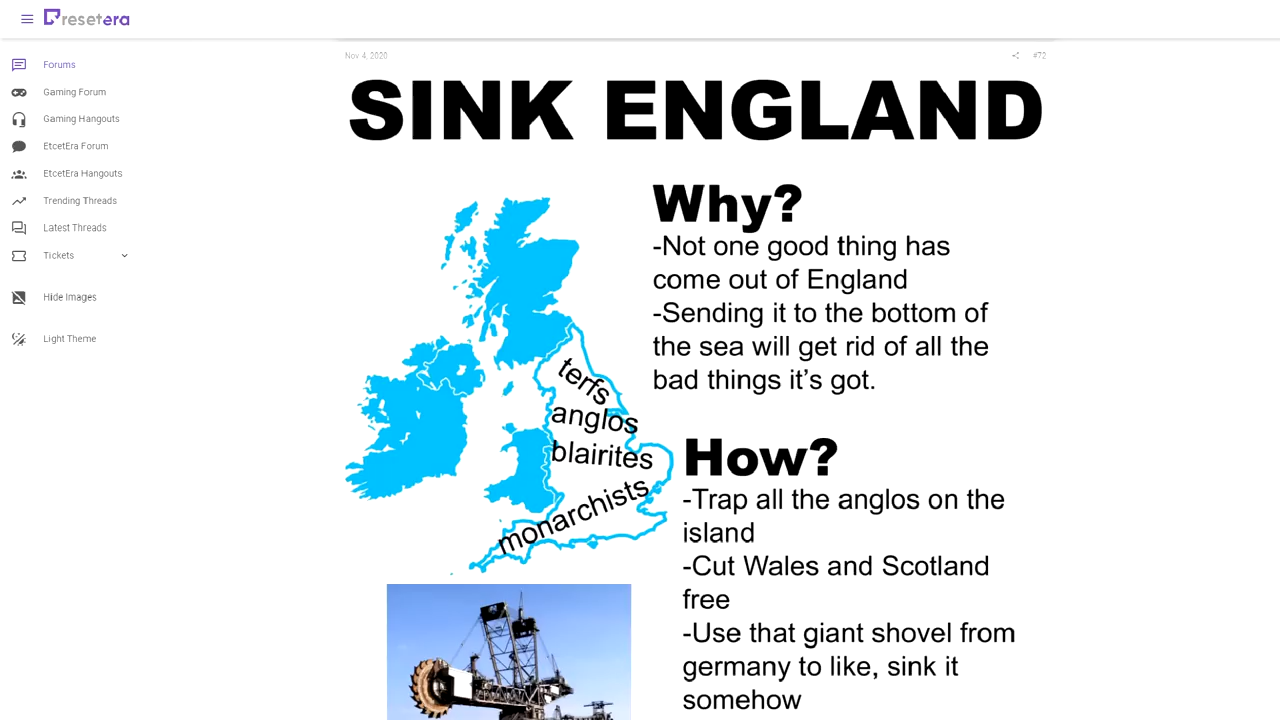 resetera
Nov 4, 2020
#72
Forums
Gaming Forum
Gaming Hangouts
EtcetEra Forum
EtcetEra Hangouts
Trending Threads
Latest Threads
Tickets
Hide Images
Light Theme
SINK ENGLAND
Why?
-Not one good thing has
come out of England
-Sending it to the bottom of
the sea will get rid of all the
bad things it’s got.
terfs
anglos
blairites
monarchists
How?
-Trap all the anglos on the
island
-Cut Wales and Scotland
free
-Use that giant shovel from
germany to like, sink it
somehow